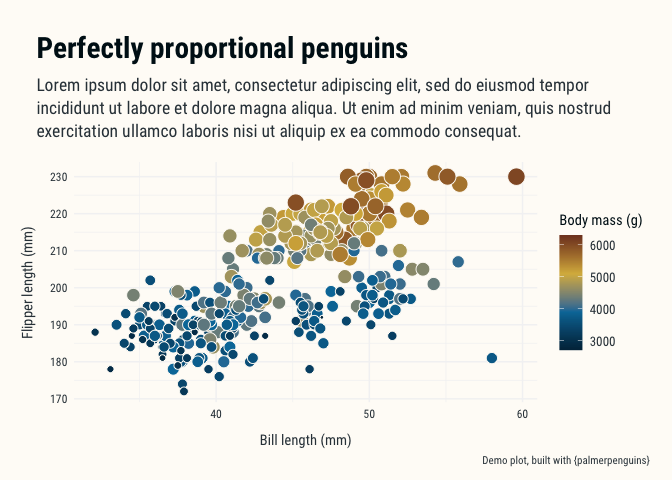 Perfectly proportional penguins
Lorem ipsum dolor sit amet, consectetur adipiscing elit, sed do eiusmod tempor
incididunt ut labore et dolore magna aliqua. Ut enim ad minim veniam, quis nostrud
exercitation ullamco laboris nisi ut aliquip ex ea commodo consequat.
Flipper length (mm)
230
220
210
200
190
180
170
40
50
60
Bill length (mm)
Body mass (g)
6000
5000
4000
3000
Demo plot, built with {palmerpenguins}